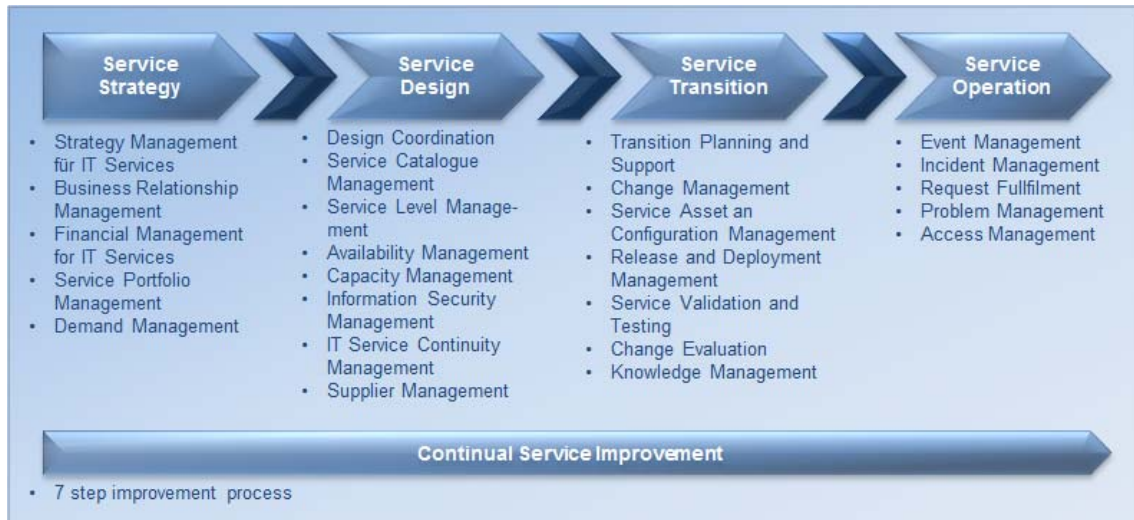 Service
Strategy
Service
Design
Service
Transition
Service
Operation
• Strategy Management
für IT Services
• Business Relationship
Management
• Financial Management
for IT Services
• Service Portfolio
Management
• Demand Management
• Design Coordination
• Service Catalogue
Management
• Service Level Manage-
ment
• Availability Management
• Capacity Management
• Information Security
Management
• IT Service Continuity
Management
• Supplier Management
• Transition Planning and
Support
• Change Management
• Service Asset an
Configuration Management
• Release and Deployment
Management
• Service Validation and
Testing
• Change Evaluation
• Knowledge Management
• Event Management
• Incident Management
• Request Fullfilment
• Problem Management
• Access Management
Continual Service Improvement
• 7 step improvement process